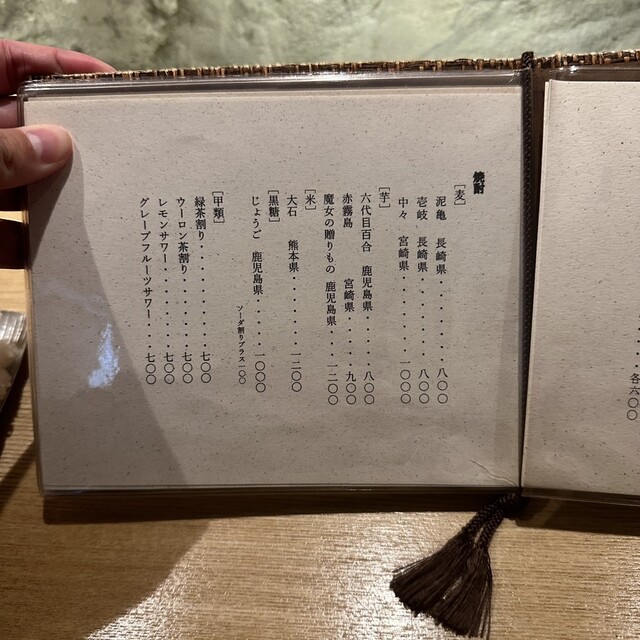 各六〇〇
焼酎
[麦]
泥亀 長崎県・・・・・・・八〇〇
壱岐 長崎県・・・・・・・八〇〇
中々 宮崎県・・・・・・一〇〇〇
[芋]
六代目百合 鹿児島県・・・・八〇〇
赤霧島 宮崎県・・・・・九〇〇
魔女の贈りもの 鹿児島県・・・一二〇〇
[米]
大石 熊本県・・・・・・一二〇〇
[黒糖]
じょうご 鹿児島県・・・・・一〇〇〇
ソーダ割りプラス一〇〇
[甲類]
緑茶割り・・・・・・・・・七〇〇
ウーロン茶割り・・・・・・七〇〇
レモンサワー・・・・・・・七〇〇
グレープフルーツサワー・・・七〇〇